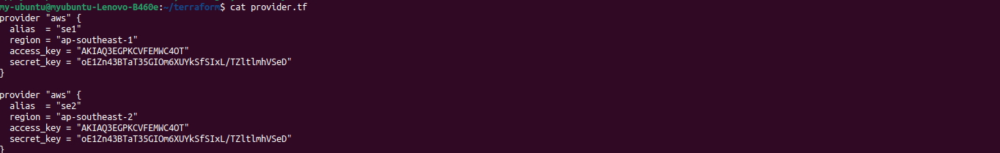 my-ubuntu@myubuntu-Lenovo-B460e:~/terraform$ cat provider.tf
provider "aws" {
  alias  = "se1"
  region = "ap-southeast-1"
  access_key = "AKIAQ3EGPKCVFEMWC4OT"
  secret_key = "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"
}
provider "aws" {
  alias  = "se2"
  region = "ap-southeast-2"
  access_key = "AKIAQ3EGPKCVFEMWC4OT"
  secret_key = "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"
}